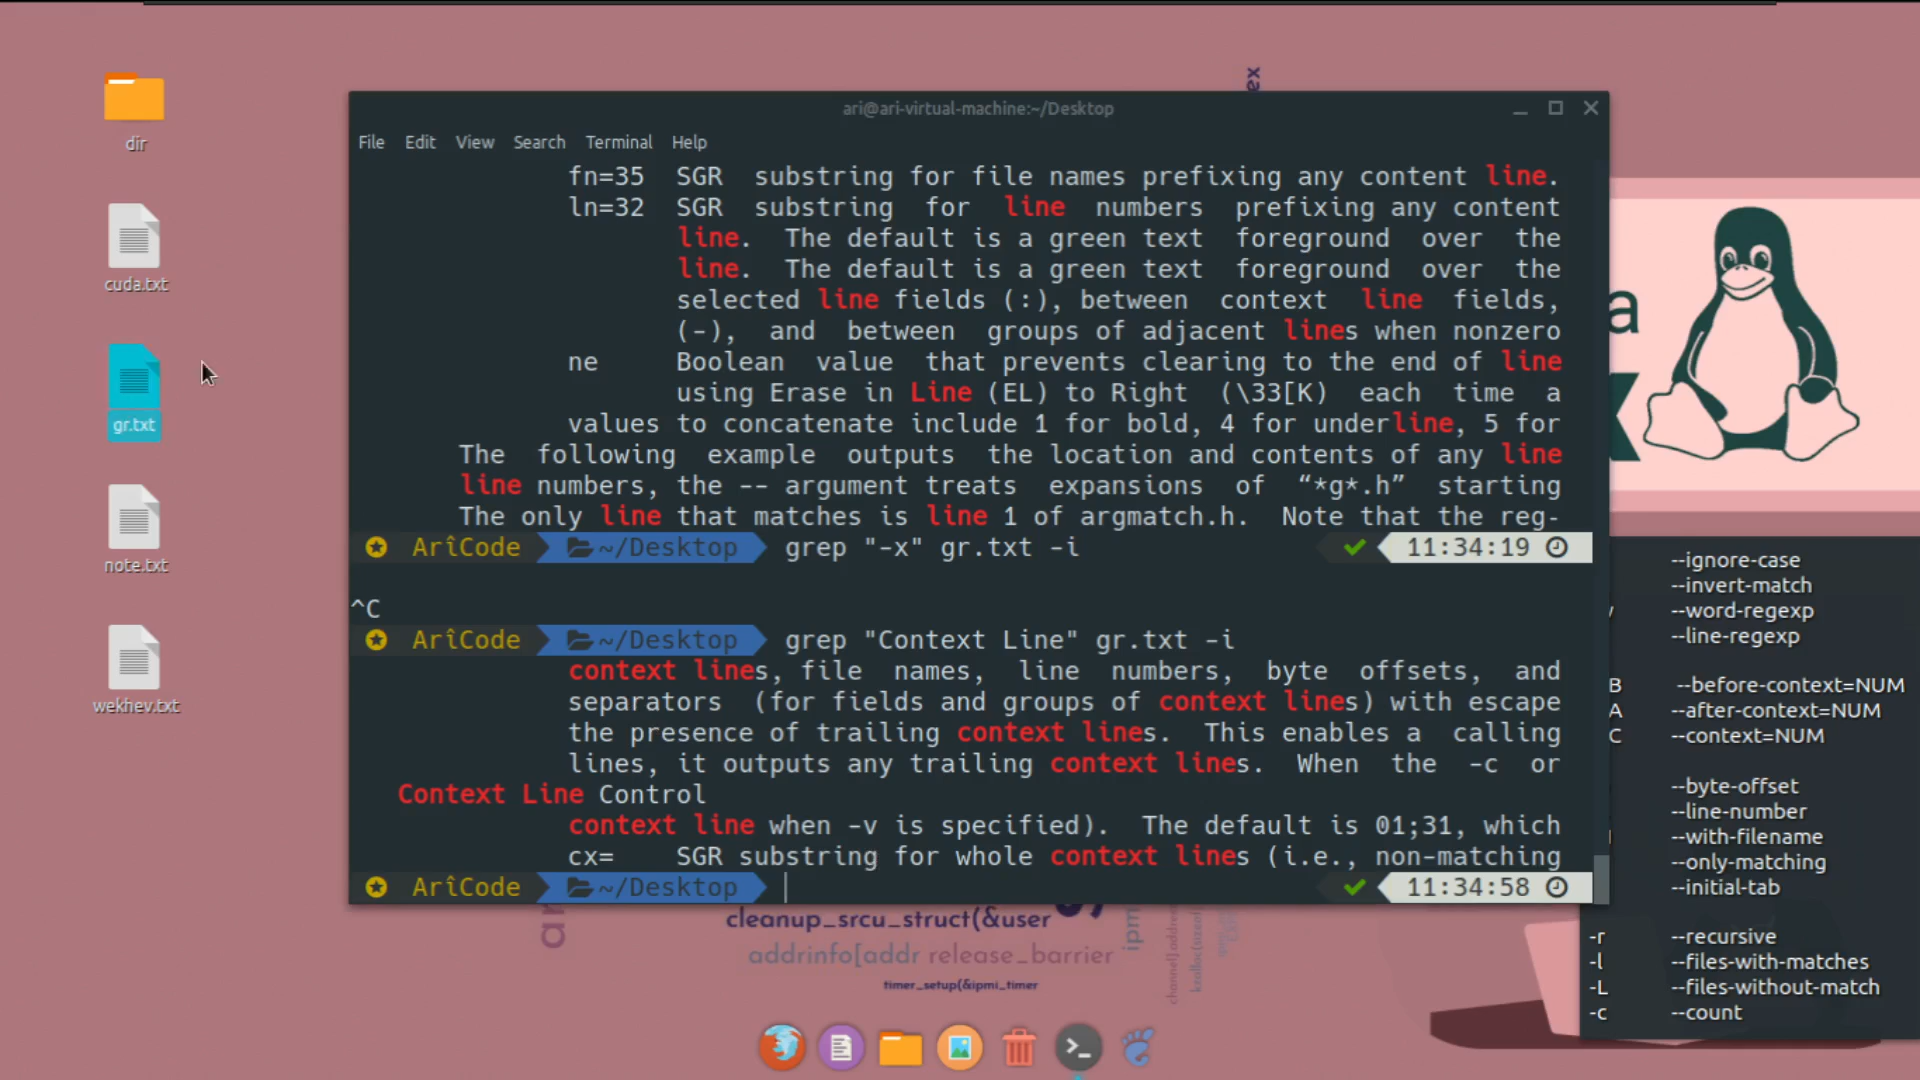 dir
cuda.txt
gr.txt
note.txt
wekhev.txt
ari@ari-virtual-machine:~/Desktop
File Edit View Search Terminal Help
fn=35 SGR substring for file names prefixing any content line.
ln=32 SGR substring for line numbers prefixing any content
line. The default is a green text foreground over the
line. The default is a green text foreground over the
selected line fields (:), between context line fields,
(-), and between groups of adjacent lines when nonzero
ne Boolean value that prevents clearing to the end of line
using Erase in Line (EL) to Right (\33[K) each time a
values to concatenate include 1 for bold, 4 for underline, 5 for
The following example outputs the location and contents of any line
line numbers, the -- argument treats expansions of “*g*.h” starting
The only line that matches is line 1 of argmatch.h. Note that the reg-
ArîCode ~/Desktop grep "-x" gr.txt -i 11:34:19
^C
ArîCode ~/Desktop grep "Context Line" gr.txt -i
context lines, file names, line numbers, byte offsets, and
separators (for fields and groups of context lines) with escape
the presence of trailing context lines. This enables a calling
lines, it outputs any trailing context lines. When the -c or
Context Line Control
context line when -v is specified). The default is 01;31, which
cx= SGR substring for whole context lines (i.e., non-matching
ArîCode ~/Desktop 11:34:58
--ignore-case
--invert-match
--word-regexp
--line-regexp
B --before-context=NUM
A --after-context=NUM
C --context=NUM
--byte-offset
--line-number
--with-filename
--only-matching
--initial-tab
-r --recursive
-l --files-with-matches
-L --files-without-match
-c --count
cleanup_srcu_struct(&user
addrinfo[addr release_barrier
timer_setup(&ipmi_timer
ipm